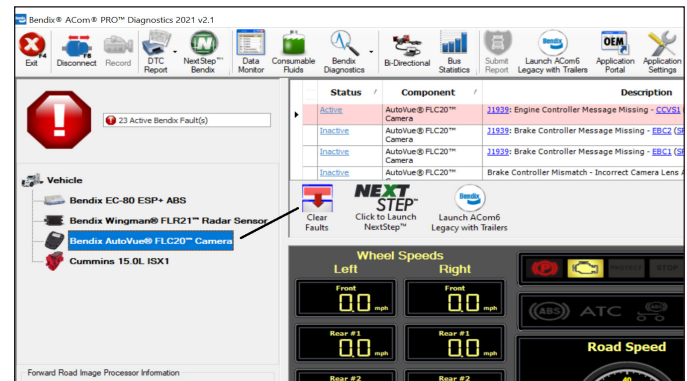 Bendix® ACom® PRO™ Diagnostics 2021 v2.1
Exit
F4
Disconnect
Record
DTC
Report
NextStep™
Bendix
Data
Monitor
Consumable
Fluids
Bendix
Diagnostics
Bi-Directional
Bus
Statistics
Submit
Report
Bendix
Launch ACom6
Legacy with Trailers
OEM
Application
Portal
Application
Settings
23 Active Bendix Fault(s)
Status / Component / Description
Active AutoVue® FLC20™ Camera J1939: Engine Controller Message Missing - CCVS1
Inactive AutoVue® FLC20™ Camera J1939: Brake Controller Message Missing - EBC2
Inactive AutoVue® FLC20™ Camera J1939: Brake Controller Message Missing - EBC1
Inactive AutoVue® FLC20™ Camera Brake Controller Mismatch - Incorrect Camera Lens
Vehicle
Bendix EC-80 ESP+ ABS
Bendix Wingman® FLR21™ Radar Sensor
Bendix AutoVue® FLC20™ Camera
Cummins 15.0L ISX1
Clear
Faults
NEXT
STEP™
Click to Launch
NextStep™
Bendix
Launch ACom6
Legacy with Trailers
Wheel Speeds
Left Right
Front
0.0 mph
Front
0.0 mph
Rear #1
0.0 mph
Rear #1
0.0 mph
Rear #2
Rear #2
STOP
ABS
ATC
Road Speed
40
Forward Road Image Processor Information